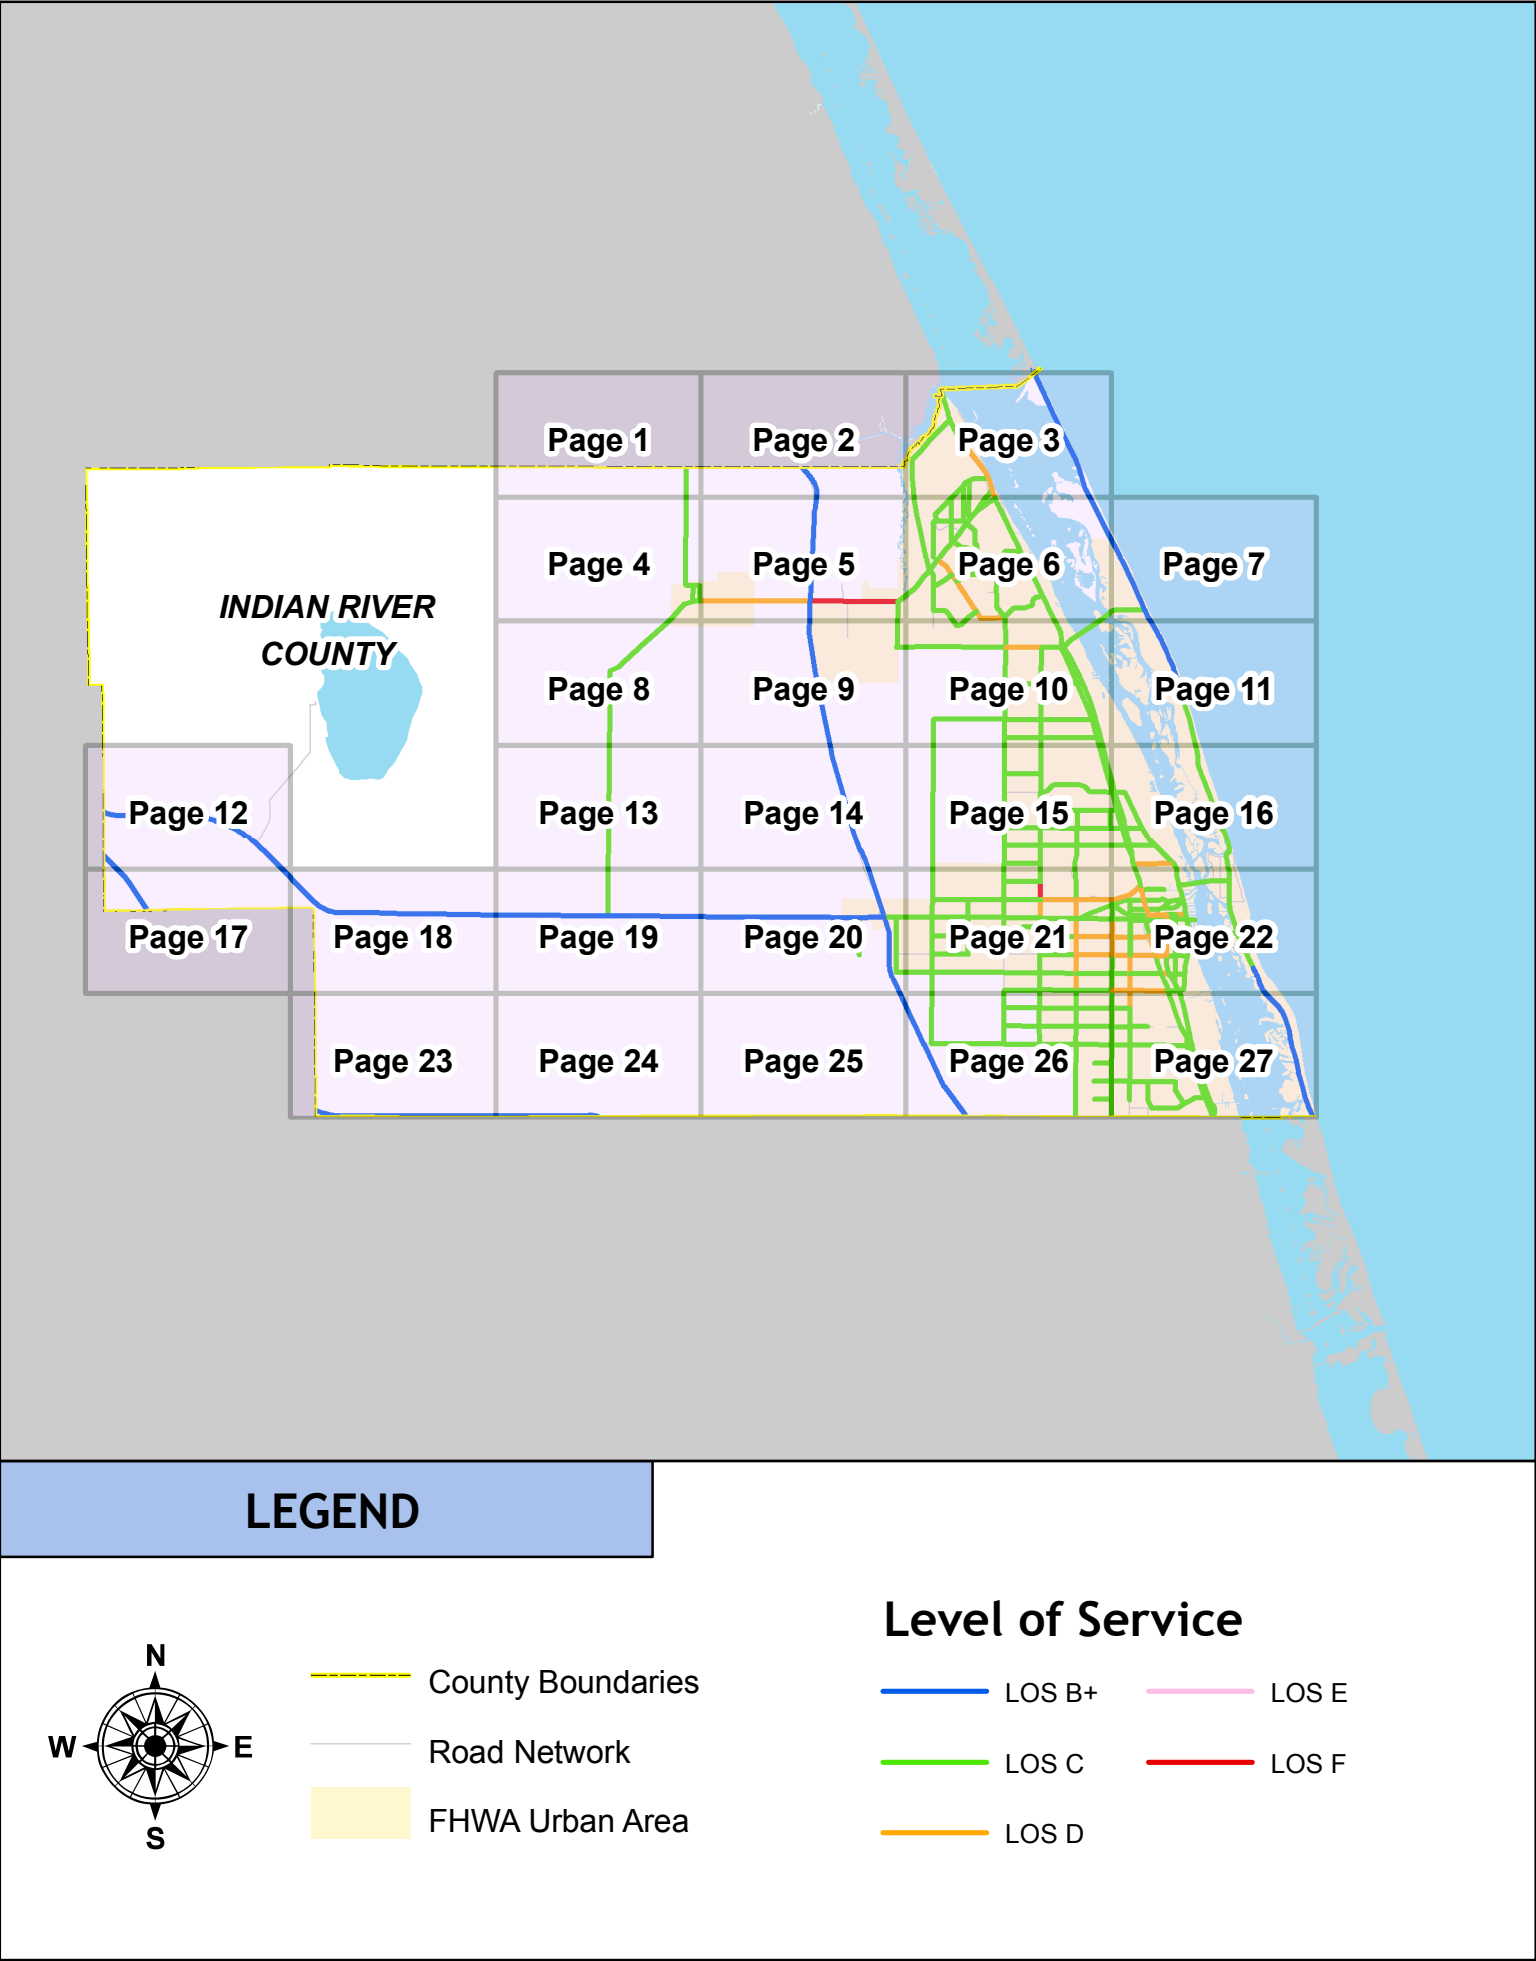 Page 1
Page 2
Page 3
Page 4
Page 5
Page 6
Page 7
INDIAN RIVER
COUNTY
Page 8
Page 9
Page 10
Page 11
Page 12
Page 13
Page 14
Page 15
Page 16
Page 17
Page 18
Page 19
Page 20
Page 21
Page 22
Page 23
Page 24
Page 25
Page 26
Page 27
LEGEND
N
W
E
S
County Boundaries
Road Network
FHWA Urban Area
Level of Service
LOS B+
LOS E
LOS C
LOS F
LOS D